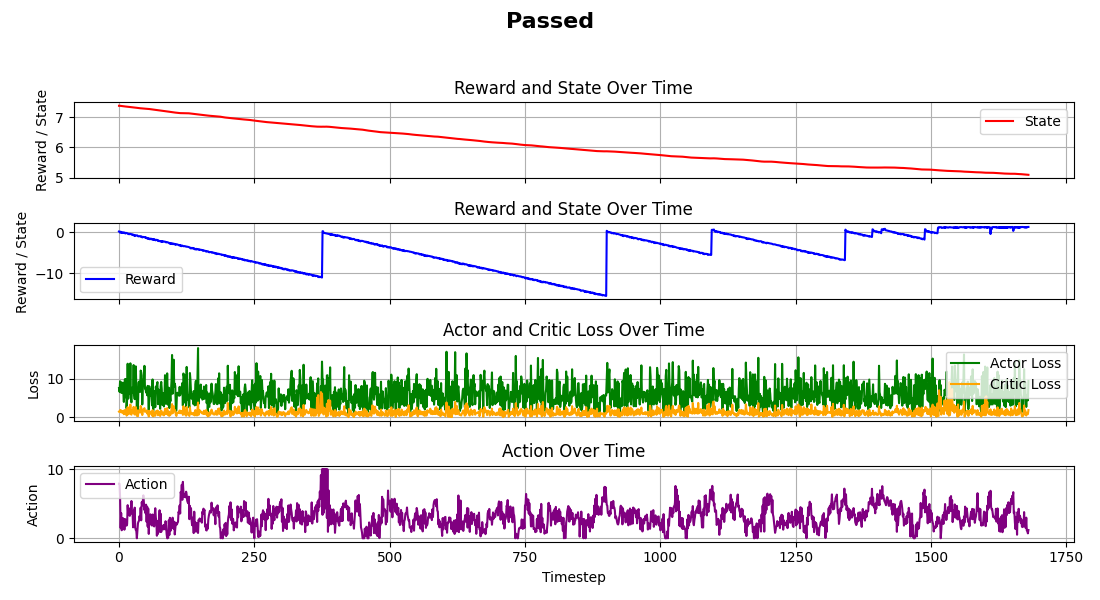 Passed
Reward and State Over Time
Reward / State
7
6
5
State
Reward and State Over Time
Reward / State
0
−10
Reward
Actor and Critic Loss Over Time
Loss
10
0
Actor Loss
Critic Loss
Action Over Time
Action
10
0
Action
0 250 500 750 1000 1250 1500 1750
Timestep